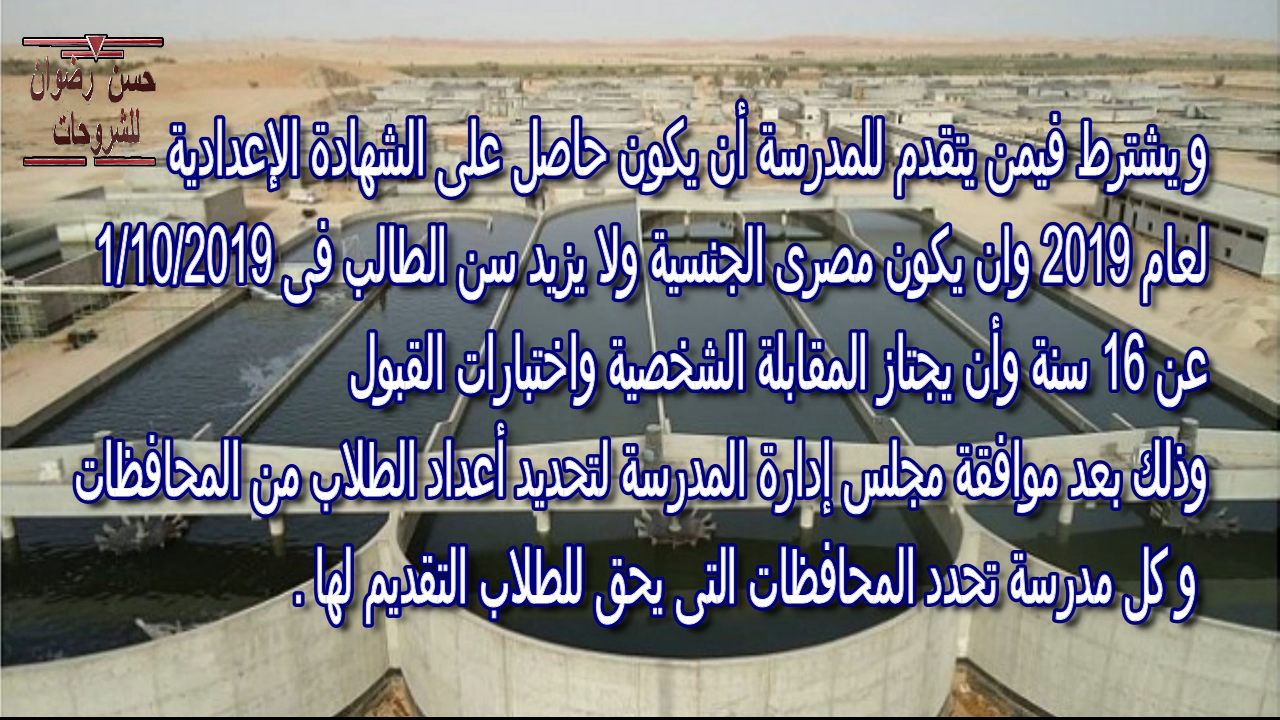 حسن رضوان
للشروحات
و يشترط فيمن يتقدم للمدرسة أن يكون حاصل على الشهادة الإعدادية
لعام 2019 وان يكون مصرى الجنسية ولا يزيد سن الطالب فى 1/10/2019
عن 16 سنة وأن يجتاز المقابلة الشخصية واختبارات القبول
وذلك بعد موافقة مجلس إدارة المدرسة لتحديد أعداد الطلاب من المحافظات
و كل مدرسة تحدد المحافظات التى يحق للطلاب التقديم لها .